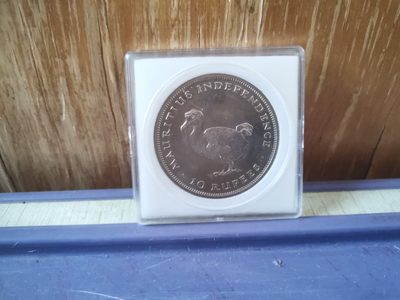 MAURITIUS INDEPENDENCE
10 RUPEES